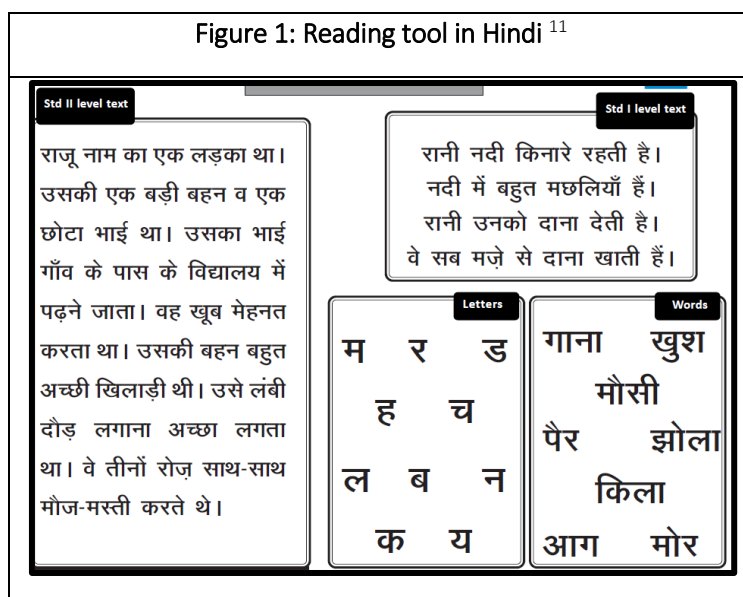 Figure 1: Reading tool in Hindi 11
Std II level text
राजू नाम का एक लड़का था।
उसकी एक बड़ी बहन व एक
छोटा भाई था। उसका भाई
गाँव के पास के विद्यालय में
पढ़ने जाता। वह खूब मेहनत
करता था। उसकी बहन बहुत
अच्छी खिलाड़ी थी। उसे लंबी
दौड़ लगाना अच्छा लगता
था। वे तीनों रोज़ साथ-साथ
मौज-मस्ती करते थे।
Std I level text
रानी नदी किनारे रहती है।
नदी में बहुत मछलियाँ हैं।
रानी उनको दाना देती है।
वे सब मज़े से दाना खाती हैं।
Letters
म र ड
ह च
ल ब न
क य
Words
गाना खुश
मौसी
पैर झोला
किला
आग मोर